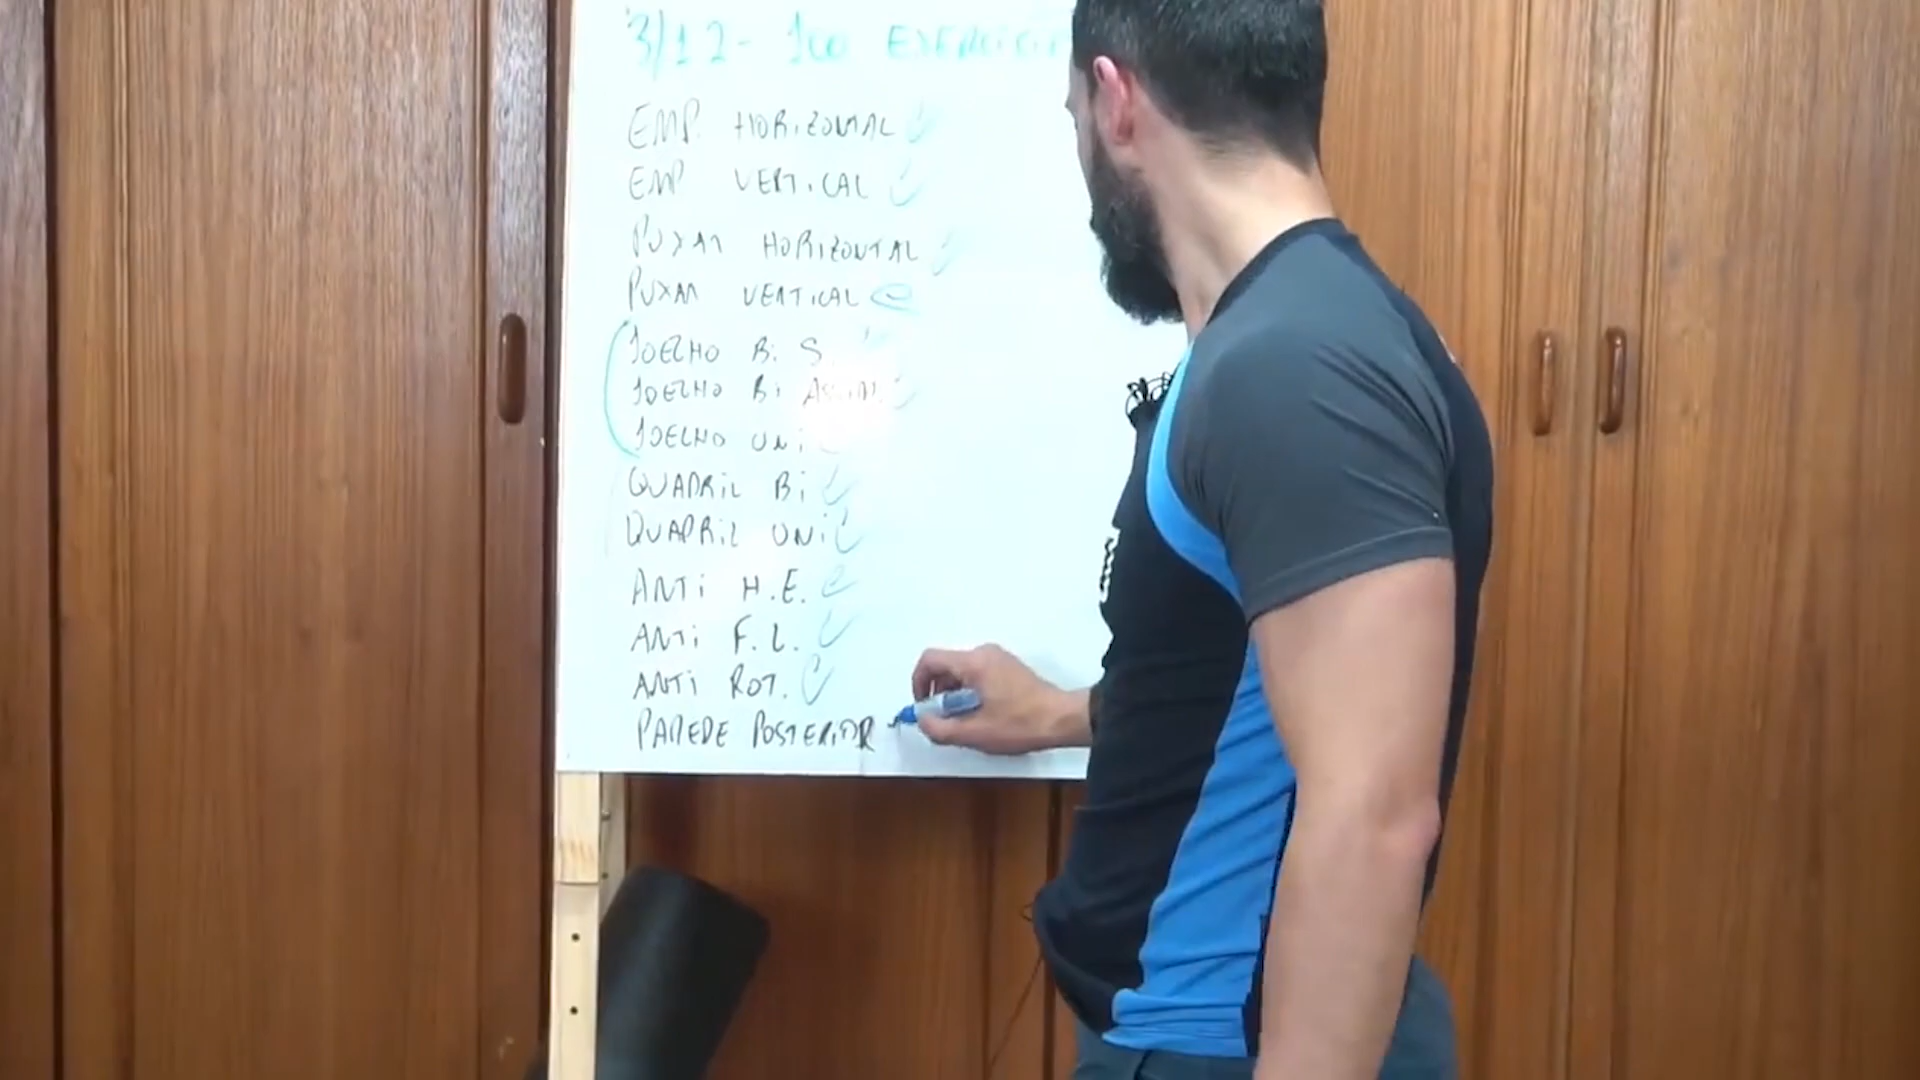 3/12- 100 EXERCICI
EMP. HORIZONTAL
EMP VERTICAL
PUXAR HORIZONTAL
PUXAR VERTICAL
JOELHO Bi S.
JOELHO Bi
JOELHO UNi
QUADRiL Bi
QUADRiL UNi
ANTi H.E.
ANTi F.L.
ANTi ROT.
PAREDE POSTERIOR